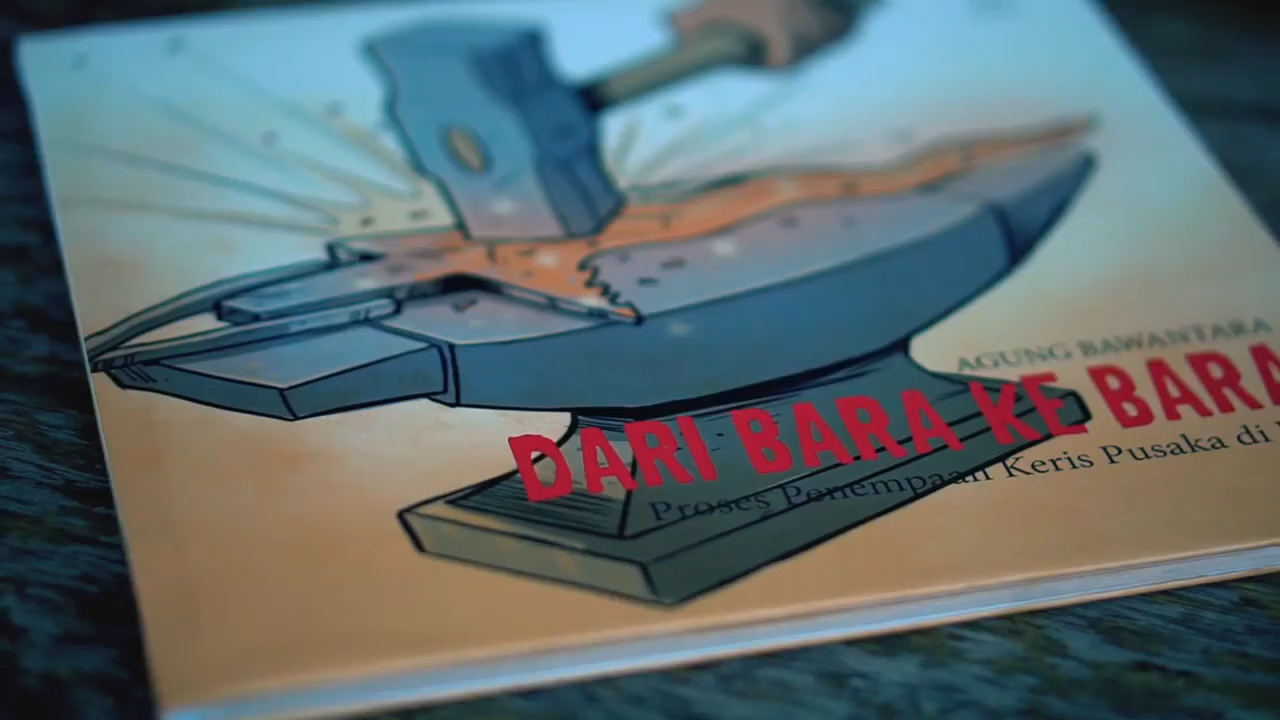 AGUNG BAWANTARA
DARI BARA KE BARA
Proses Penempaan Keris Pusaka di